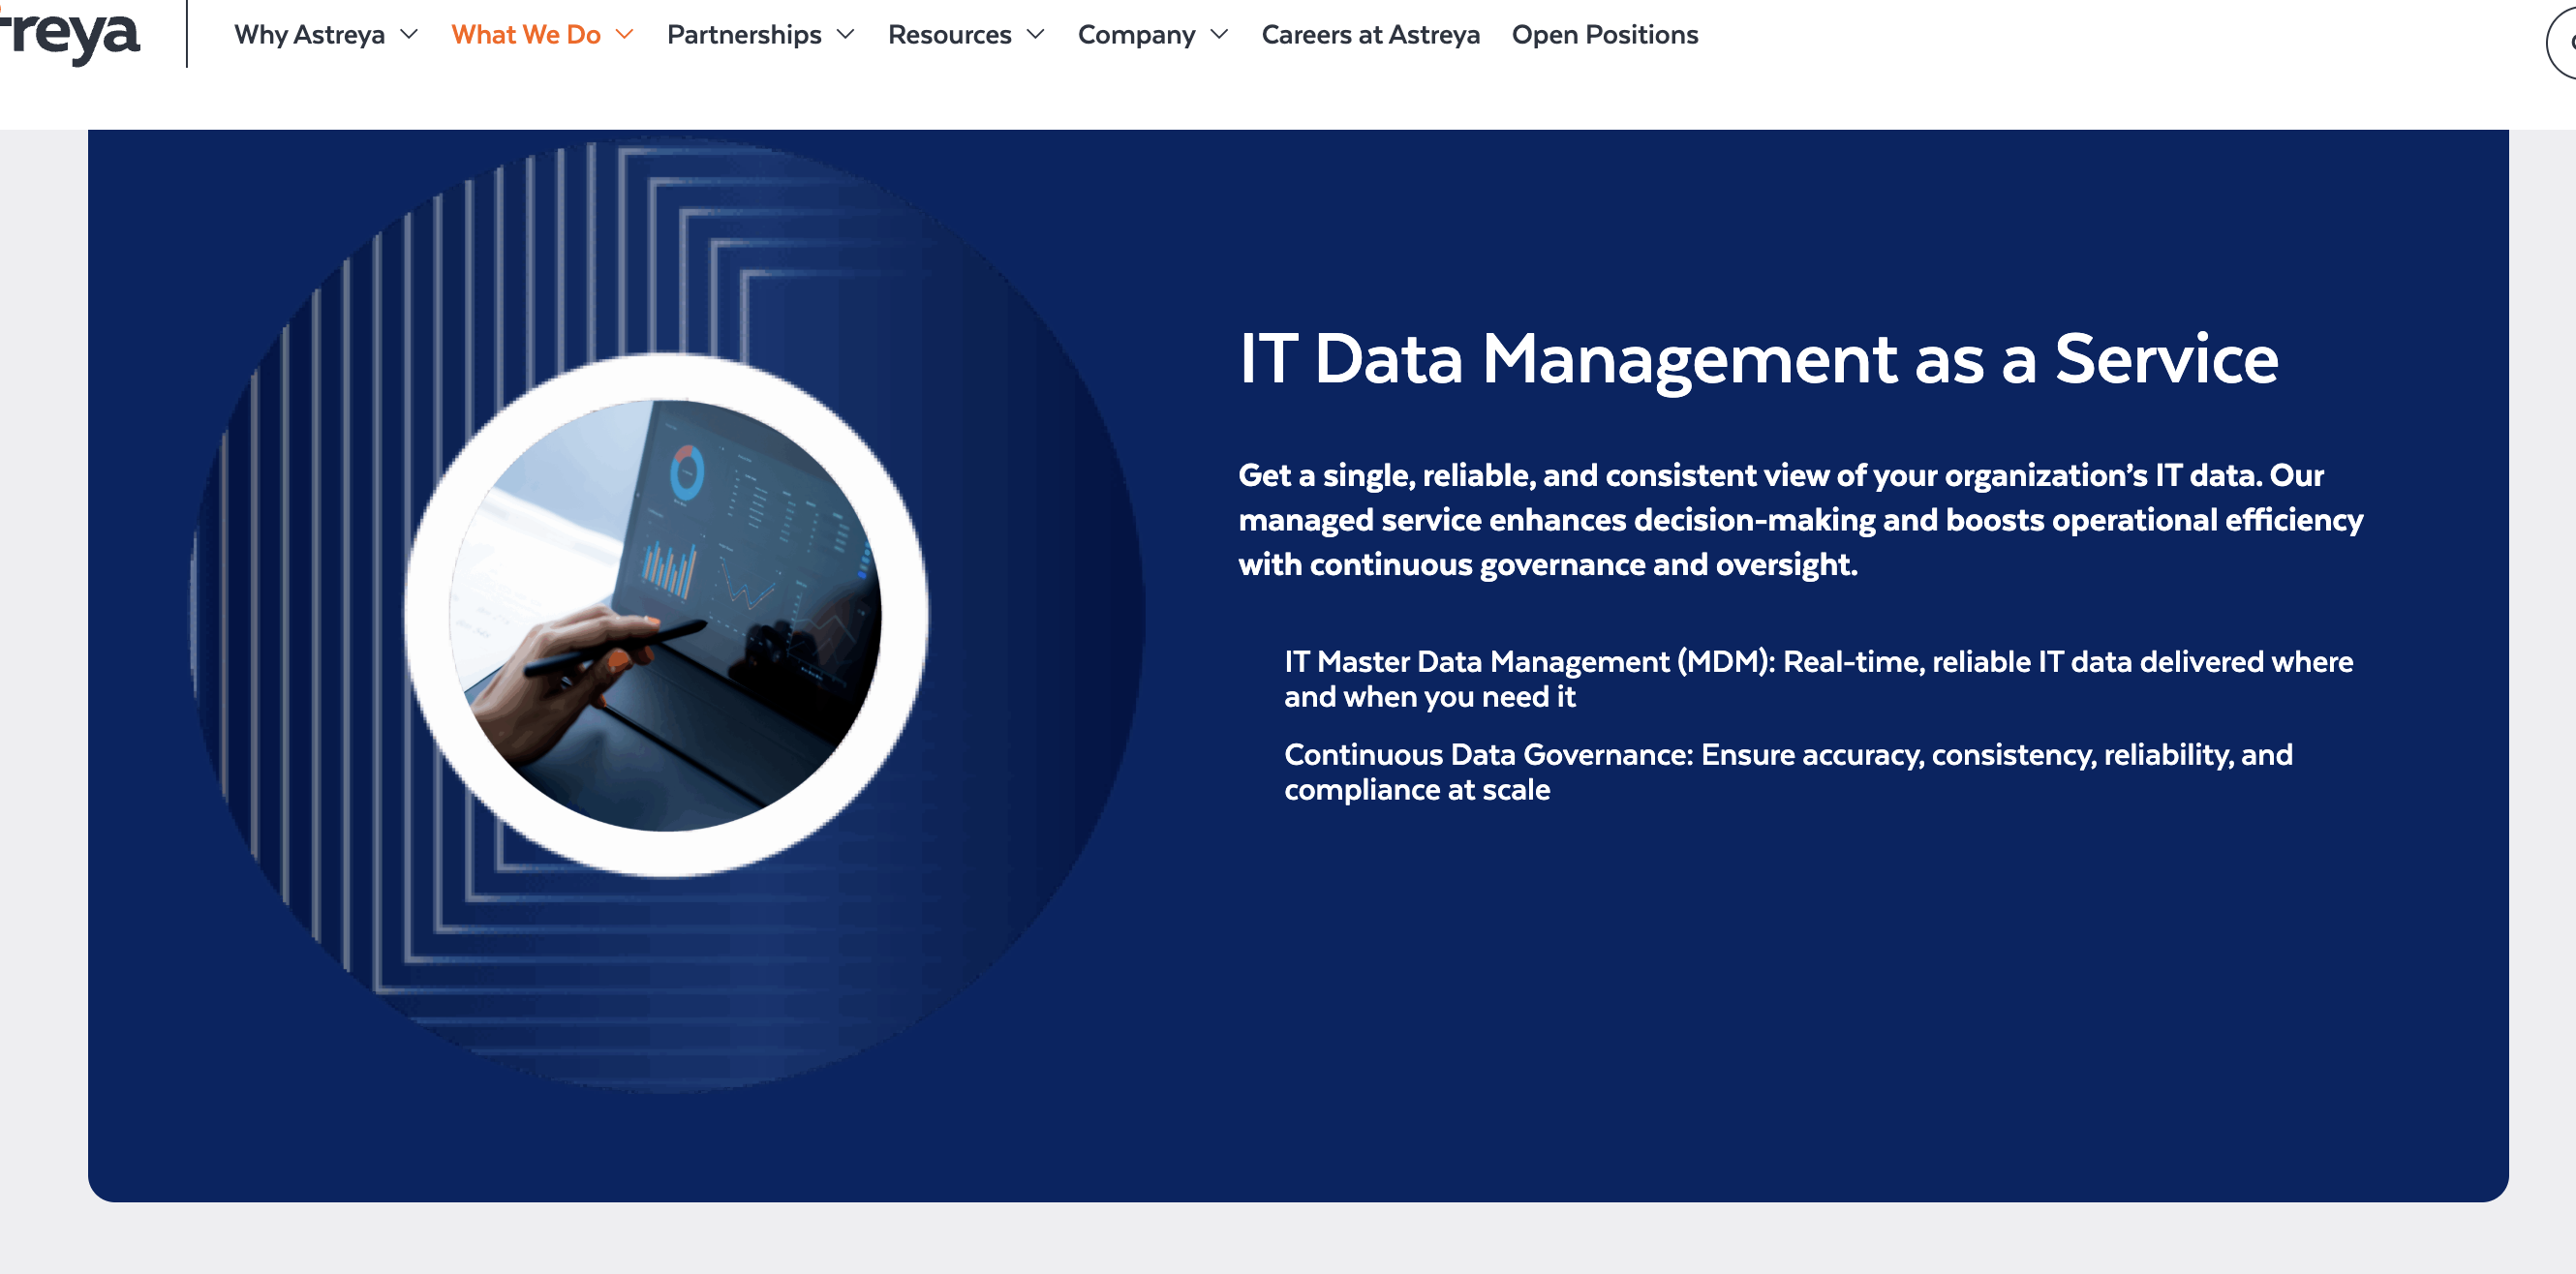 Why Astreya What We Do Partnerships Resources Company Careers at Astreya Open Positions
IT Data Management as a Service
Get a single, reliable, and consistent view of your organization's IT data. Our
managed service enhances decision-making and boosts operational efficiency
with continuous governance and oversight.
IT Master Data Management (MDM): Real-time, reliable IT data delivered where
and when you need it
Continuous Data Governance: Ensure accuracy, consistency, reliability, and
compliance at scale